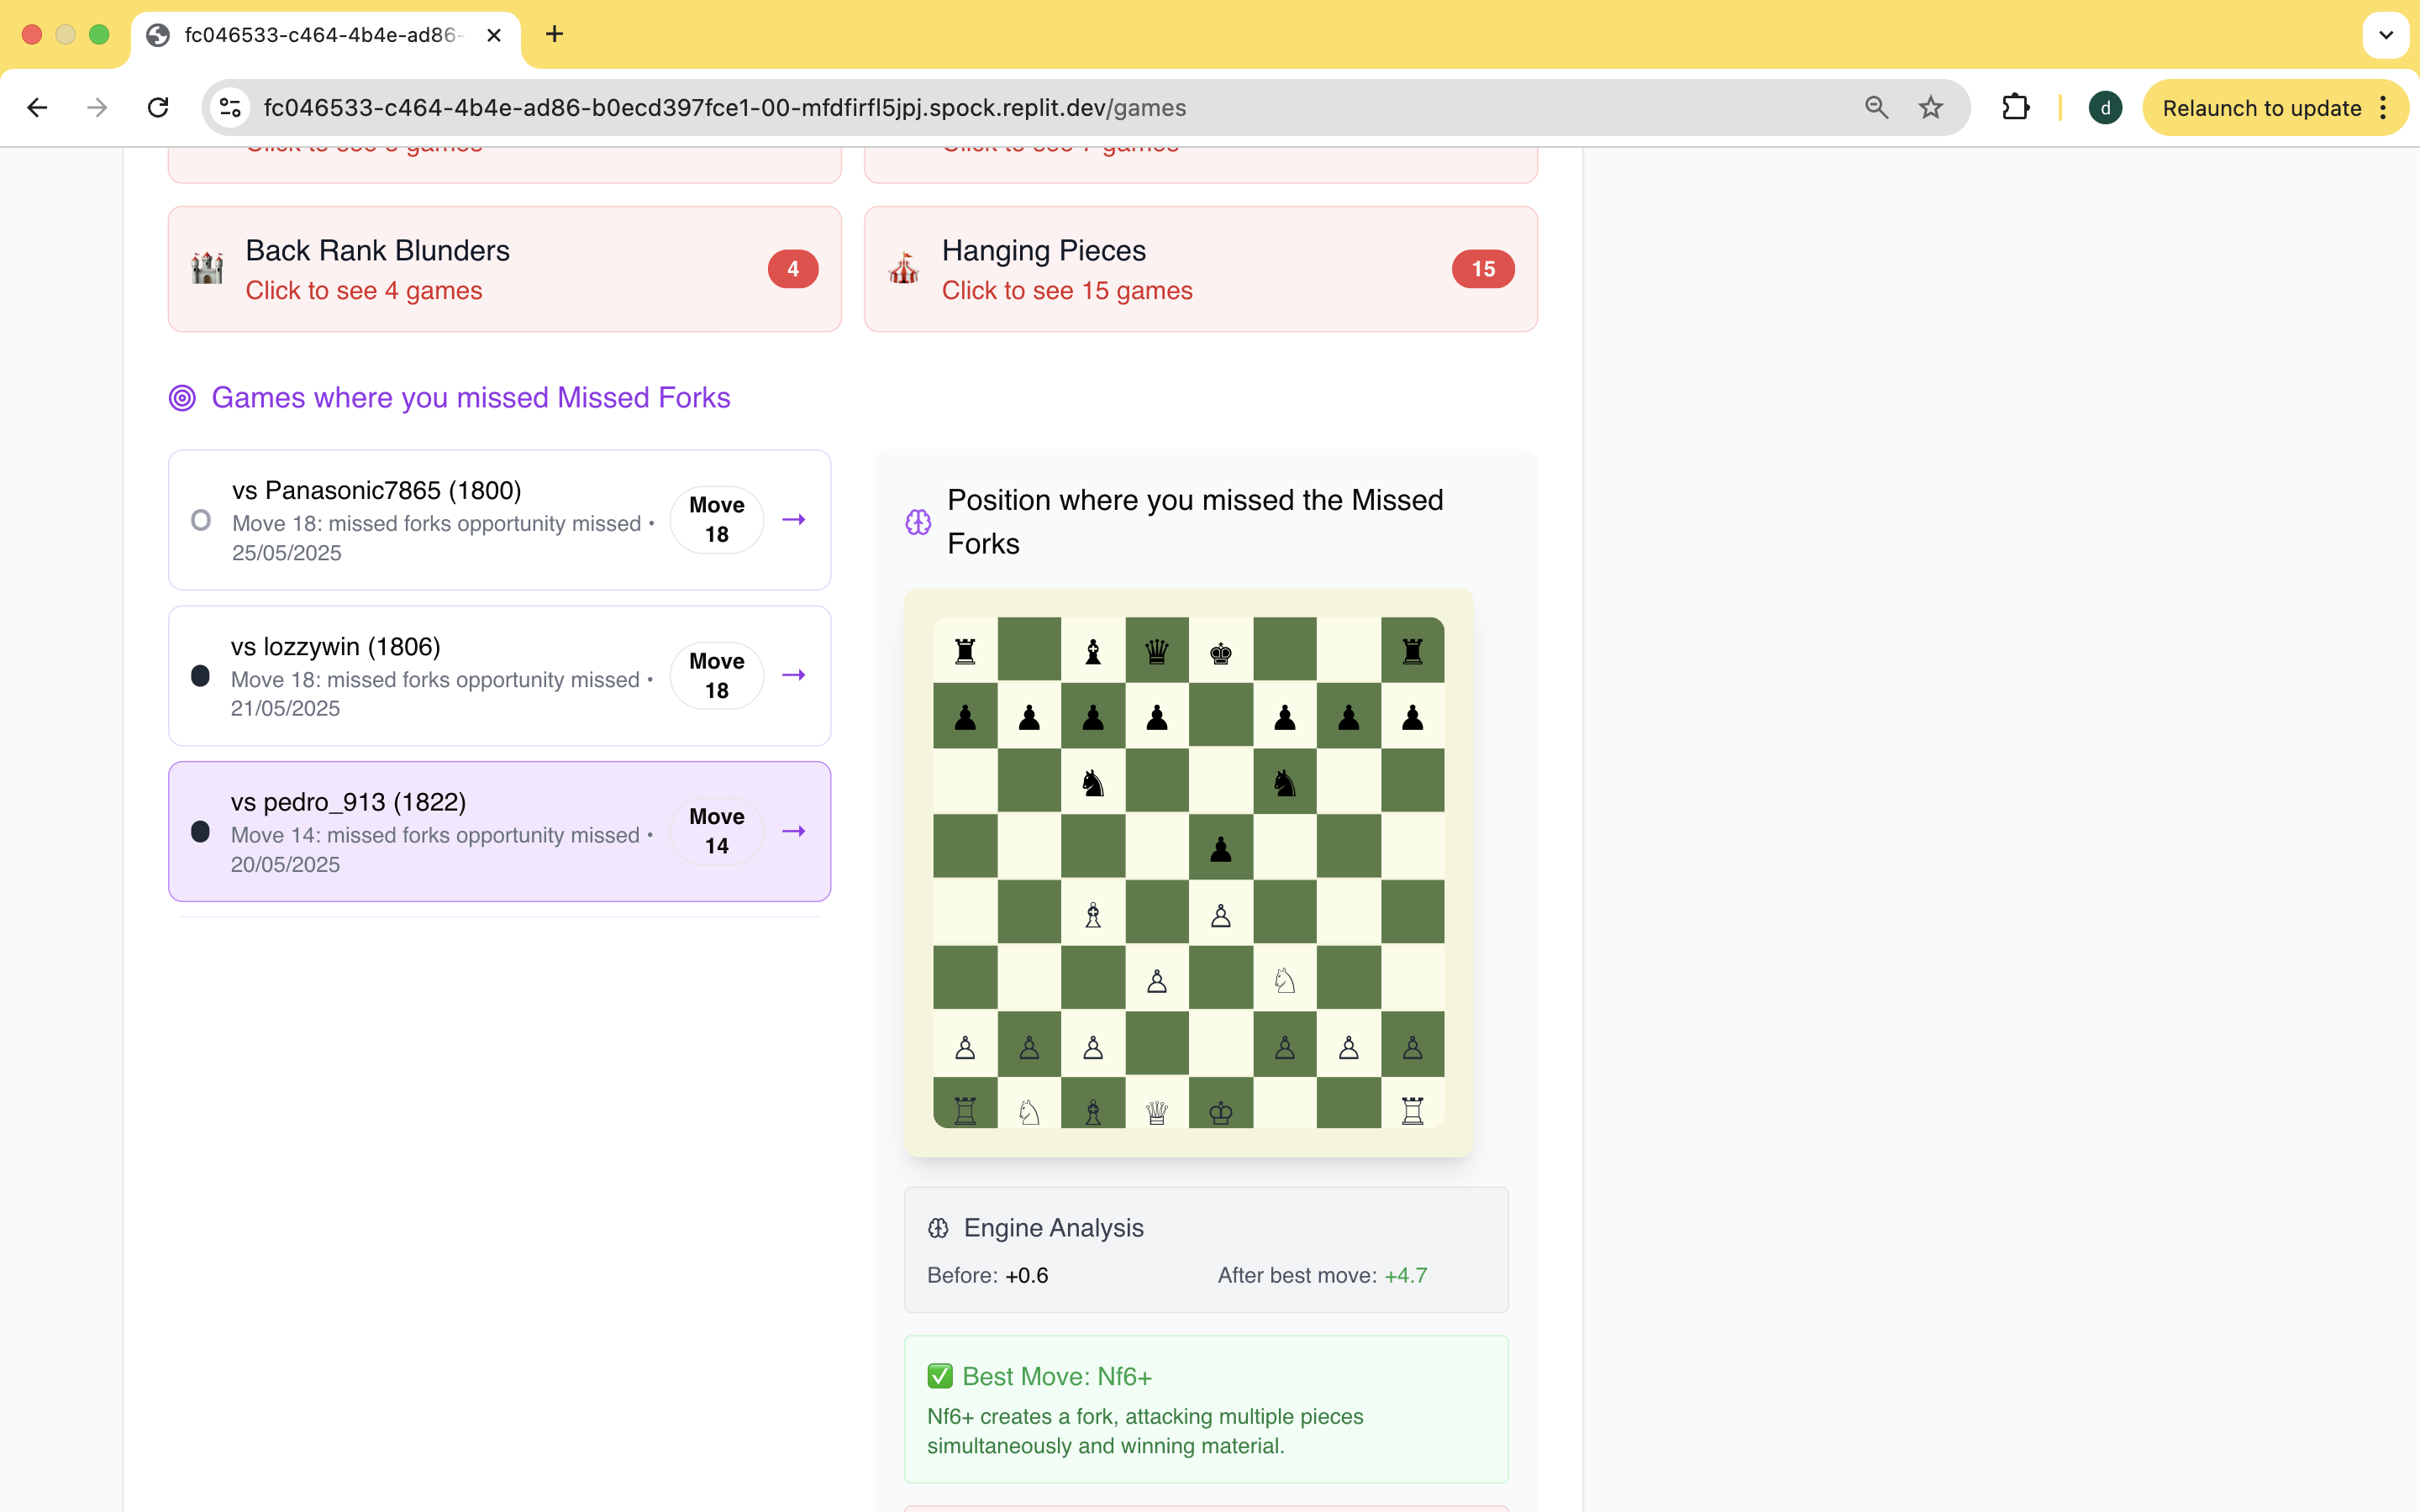 fc046533-c464-4b4e-ad86-
fc046533-c464-4b4e-ad86-b0ecd397fce1-00-mfdfirfl5jpj.spock.replit.dev/games
d
Relaunch to update
Back Rank Blunders
Click to see 4 games
4
Hanging Pieces
Click to see 15 games
15
Games where you missed Missed Forks
vs Panasonic7865 (1800)
Move 18: missed forks opportunity missed •
25/05/2025
Move
18
→
vs lozzywin (1806)
Move 18: missed forks opportunity missed •
21/05/2025
Move
18
→
vs pedro_913 (1822)
Move 14: missed forks opportunity missed •
20/05/2025
Move
14
→
Position where you missed the Missed
Forks
Engine Analysis
Before: +0.6
After best move: +4.7
✅ Best Move: Nf6+
Nf6+ creates a fork, attacking multiple pieces
simultaneously and winning material.